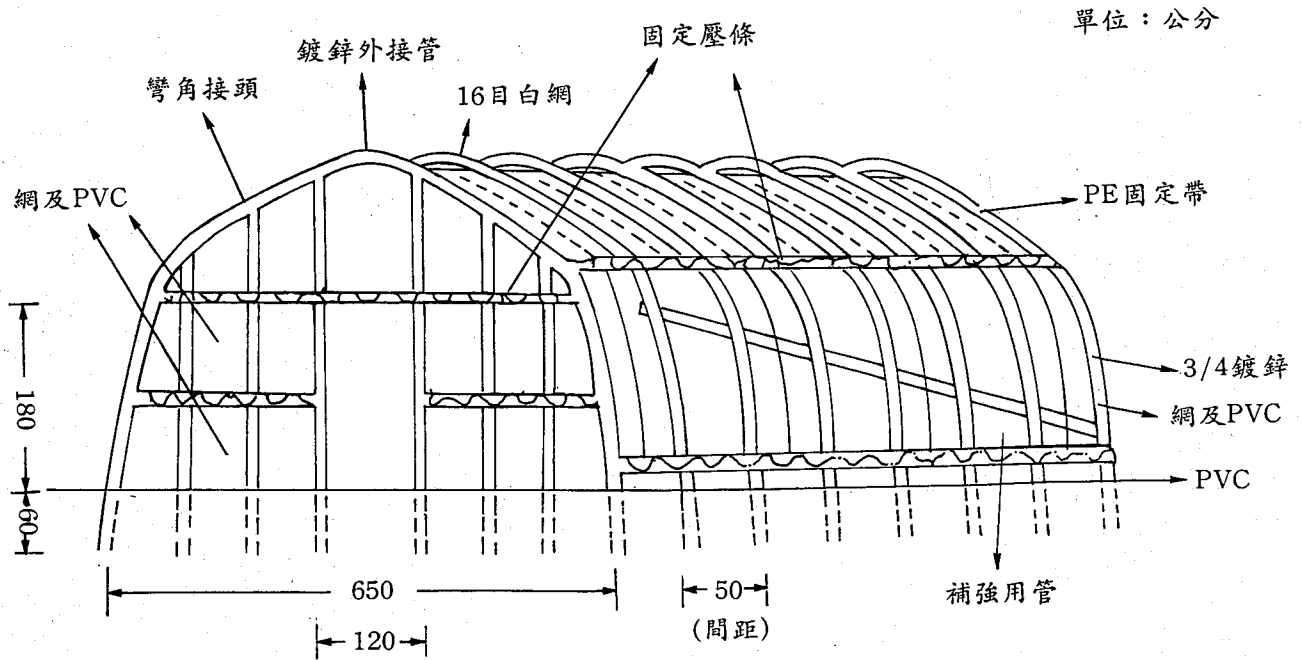 單位：公分
固定壓條
鍍鋅外接管
彎角接頭
16目白網
網及PVC
PE固定帶
3/4鍍鋅
網及PVC
PVC
補強用管
180
60
650
120
50
(間距)